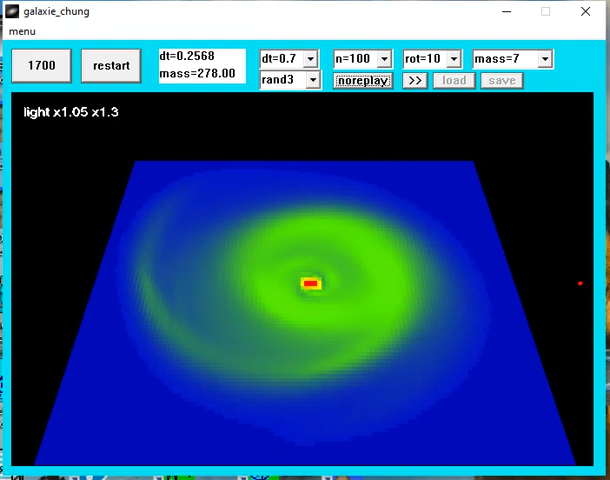 galaxie_chung
menu
1700
restart
dt=0.2568
mass=278.00
dt=0.7
n=100
rot=10
mass=7
rand3
noreplay
>>
load
save
light x1.05 x1.3